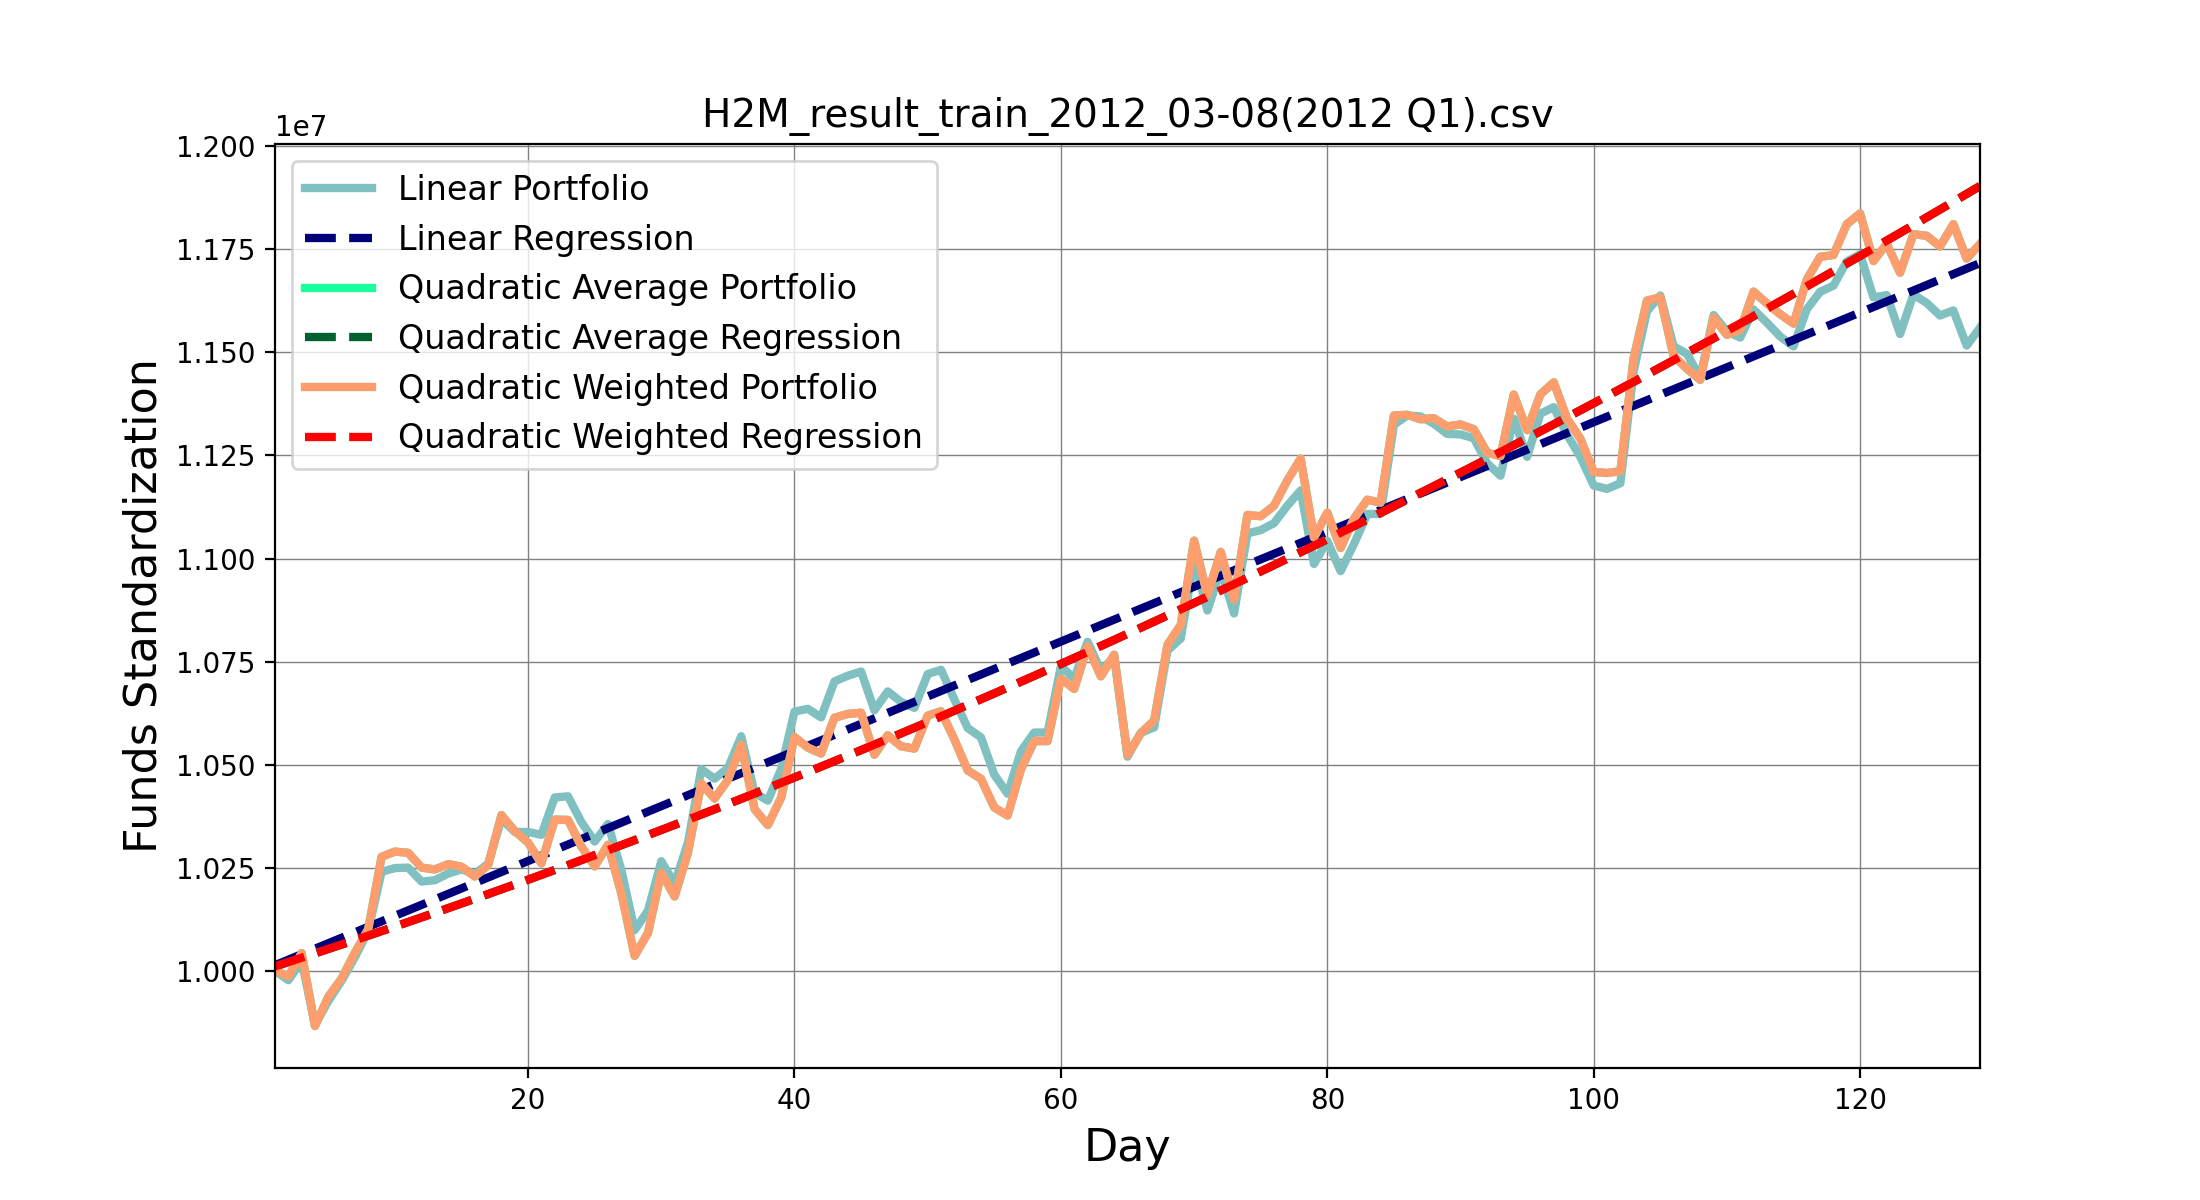 H2M_result_train_2012_03-08(2012 Q1).csv
1e7
1.200
1.175
1.150
1.125
1.100
1.075
1.050
1.025
1.000
Funds Standardization
Linear Portfolio
Linear Regression
Quadratic Average Portfolio
Quadratic Average Regression
Quadratic Weighted Portfolio
Quadratic Weighted Regression
20 40 60 80 100 120
Day